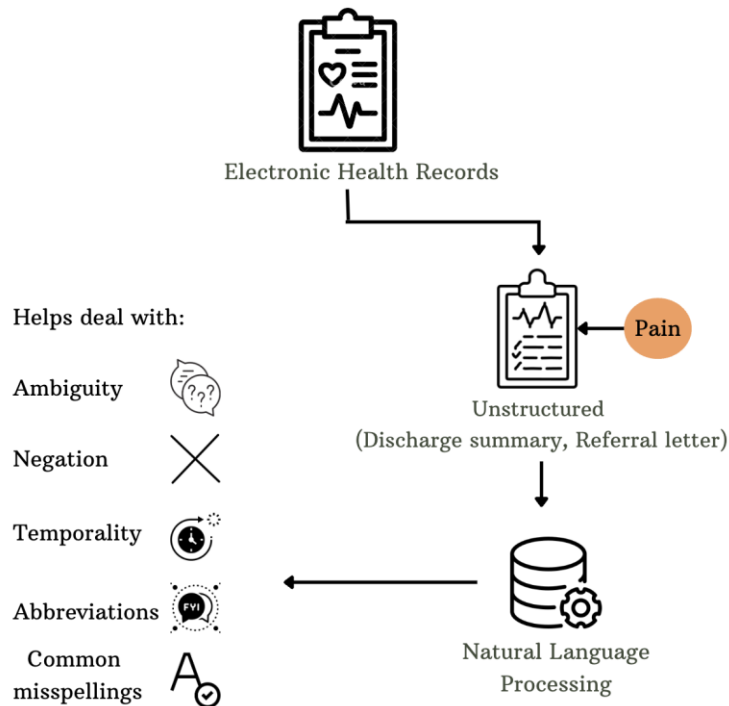 Electronic Health Records
Pain
Unstructured
(Discharge summary, Referral letter)
Natural Language
Processing
Helps deal with:
Ambiguity
???
Negation
Temporality
Abbreviations
FYI
Common
misspellings
A